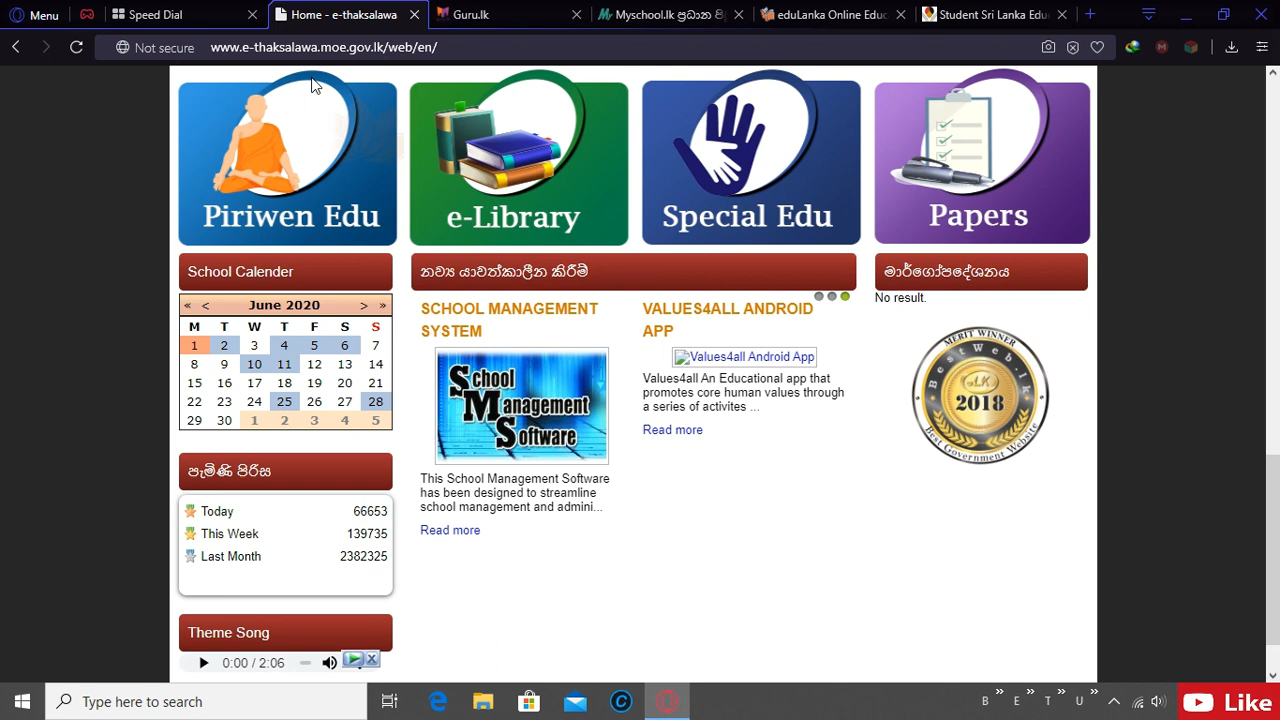 Menu
Speed Dial
Home - e-thaksalawa
Guru.lk
Myschool.lk ප්‍රධාන පි
eduLanka Online Educ
Student Sri Lanka Edu
Not secure
www.e-thaksalawa.moe.gov.lk/web/en/
Piriwen Edu
e-Library
Special Edu
Papers
School Calender
« < June 2020 > »
M T W T F S S
1 2 3 4 5 6 7
8 9 10 11 12 13 14
15 16 17 18 19 20 21
22 23 24 25 26 27 28
29 30 1 2 3 4 5
නව්‍ය යාවත්කාලීන කිරීම්
SCHOOL MANAGEMENT
SYSTEM
School
Management
Software
This School Management Software
has been designed to streamline
school management and admini...
Read more
VALUES4ALL ANDROID
APP
Values4all Android App
Values4all An Educational app that
promotes core human values through
a series of activites ...
Read more
මාර්ගෝපදේශනය
No result.
MERIT WINNER
BestWeb.lk
.LK
2018
Best Government Website
පැමිණි පිරිස
Today 66653
This Week 139735
Last Month 2382325
Theme Song
0:00 / 2:06
Type here to search
B » E » T » U »
Like